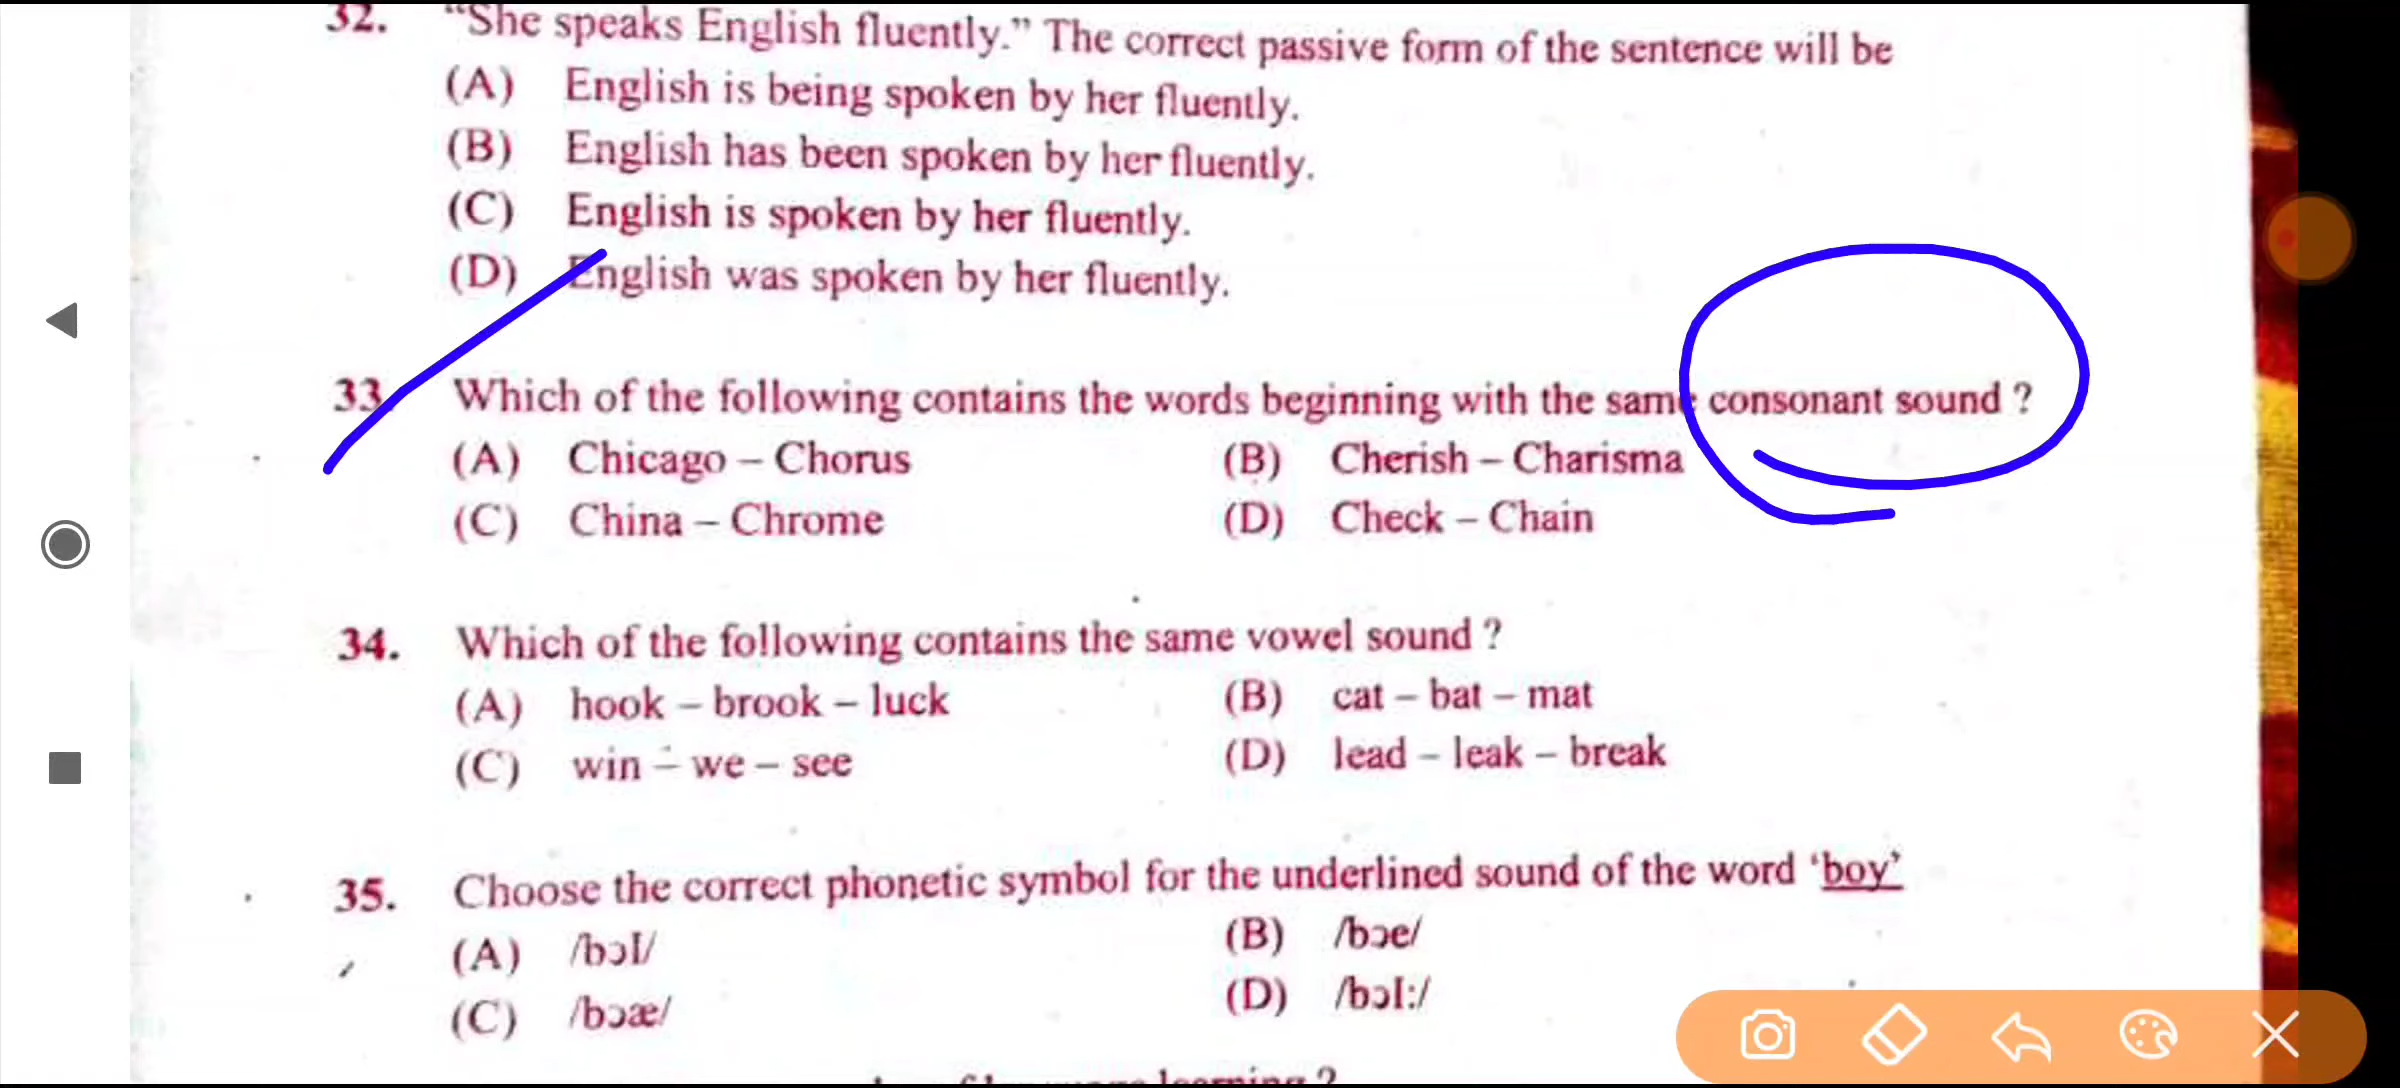 32. “She speaks English fluently.” The correct passive form of the sentence will be
(A) English is being spoken by her fluently.
(B) English has been spoken by her fluently.
(C) English is spoken by her fluently.
(D) English was spoken by her fluently.
33. Which of the following contains the words beginning with the same consonant sound ?
(A) Chicago – Chorus (B) Cherish – Charisma
(C) China – Chrome (D) Check – Chain
34. Which of the following contains the same vowel sound ?
(A) hook – brook – luck (B) cat – bat – mat
(C) win – we – see (D) lead – leak – break
35. Choose the correct phonetic symbol for the underlined sound of the word ‘boy’
(A) /bɔI/ (B) /bɔe/
(C) /bɔæ/ (D) /bɔI:/
learning ?